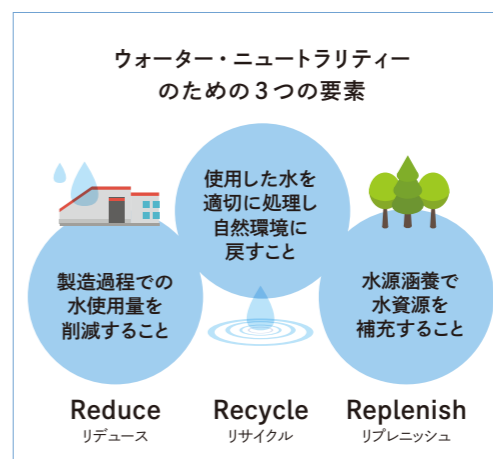 ウォーター・ニュートラリティー
のための3つの要素
使用した水を
適切に処理し
自然環境に
戻すこと
製造過程での
水使用量を
削減すること
水源涵養で
水資源を
補充すること
Reduce
リデュース
Recycle
リサイクル
Replenish
リプレニッシュ